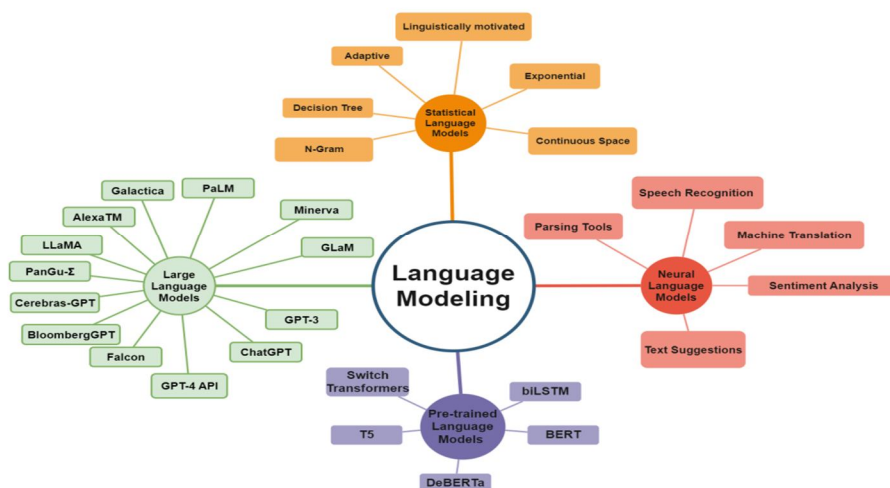 Linguistically motivated
Adaptive
Exponential
Decision Tree
Statistical
Language
Models
N-Gram
Continuous Space
Galactica
PaLM
AlexaTM
Minerva
LLaMA
GLaM
PanGu-Σ
Large
Language
Models
Cerebras-GPT
GPT-3
BloombergGPT
ChatGPT
Falcon
GPT-4 API
Language
Modeling
Speech Recognition
Parsing Tools
Machine Translation
Neural
Language
Models
Sentiment Analysis
Text Suggestions
Switch
Transformers
biLSTM
Pre-trained
Language
Models
T5
BERT
DeBERTa